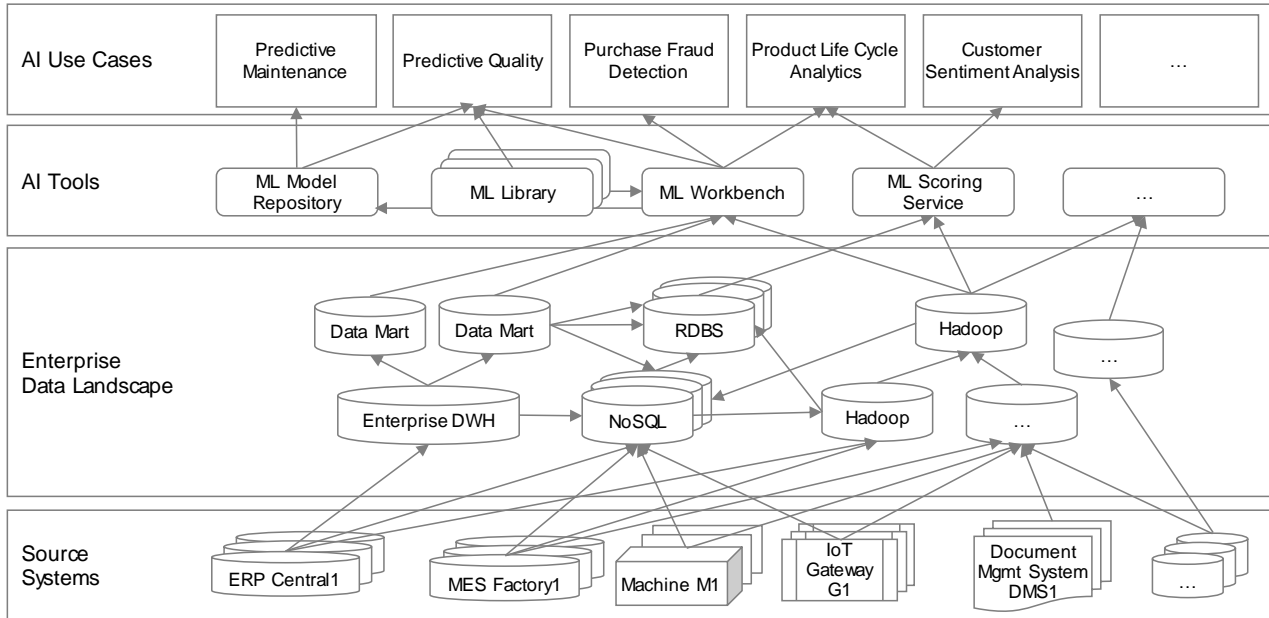 AI Use Cases
Predictive
Maintenance
Predictive Quality
Purchase Fraud
Detection
Product Life Cycle
Analytics
Customer
Sentiment Analysis
...
AI Tools
ML Model
Repository
ML Library
ML Workbench
ML Scoring
Service
...
Enterprise
Data Landscape
Data Mart
Data Mart
RDBS
Hadoop
...
Enterprise DWH
NoSQL
Hadoop
...
Source
Systems
ERP Central1
MES Factory1
Machine M1
IoT
Gateway
G1
Document
Mgmt System
DMS1
...